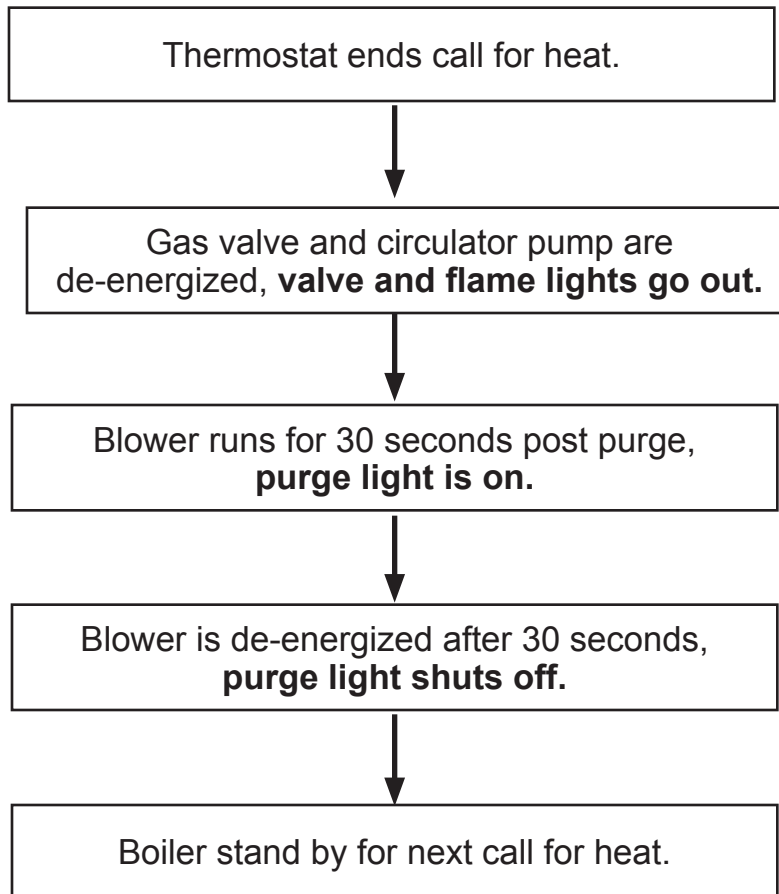 Thermostat ends call for heat.
Gas valve and circulator pump are
de-energized, valve and flame lights go out.
Blower runs for 30 seconds post purge,
purge light is on.
Blower is de-energized after 30 seconds,
purge light shuts off.
Boiler stand by for next call for heat.